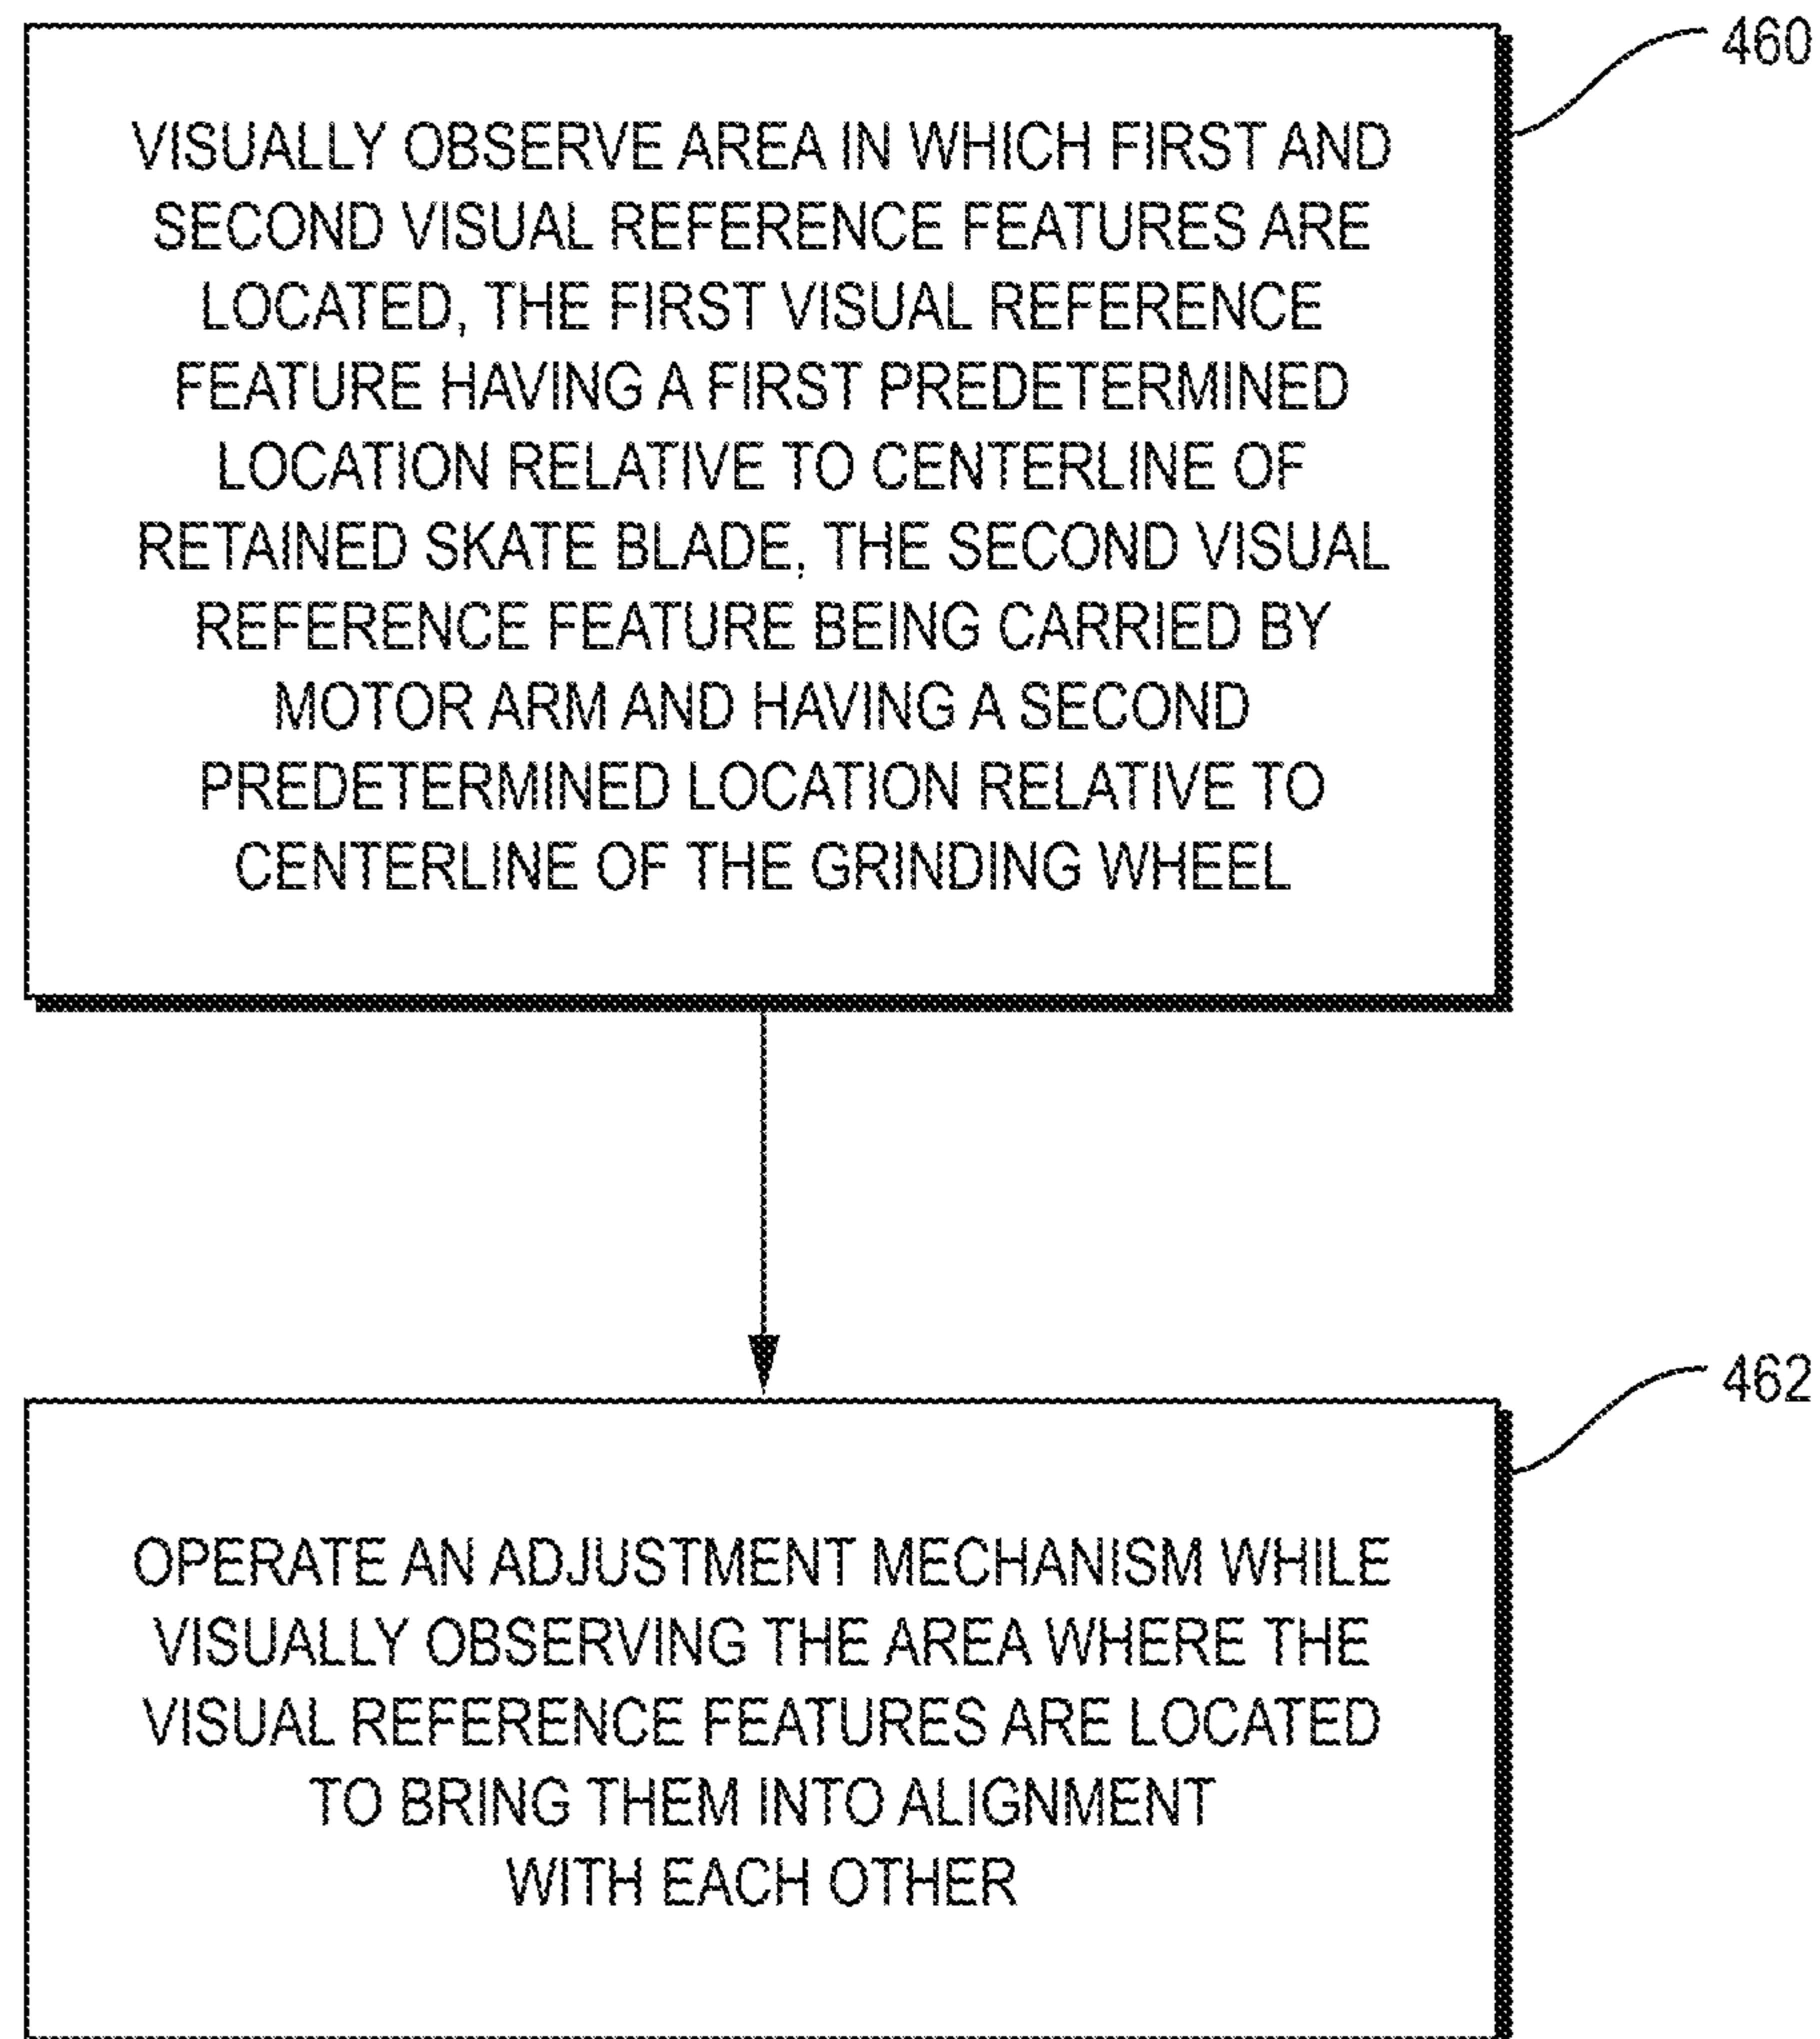 460
VISUALLY OBSERVE AREA IN WHICH FIRST AND
SECOND VISUAL REFERENCE FEATURES ARE
LOCATED, THE FIRST VISUAL REFERENCE
FEATURE HAVING A FIRST PREDETERMINED
LOCATION RELATIVE TO CENTERLINE OF
RETAINED SKATE BLADE, THE SECOND VISUAL
REFERENCE FEATURE BEING CARRIED BY
MOTOR ARM AND HAVING A SECOND
PREDETERMINED LOCATION RELATIVE TO
CENTERLINE OF THE GRINDING WHEEL
462
OPERATE AN ADJUSTMENT MECHANISM WHILE
VISUALLY OBSERVING THE AREA WHERE THE
VISUAL REFERENCE FEATURES ARE LOCATED
TO BRING THEM INTO ALIGNMENT
WITH EACH OTHER